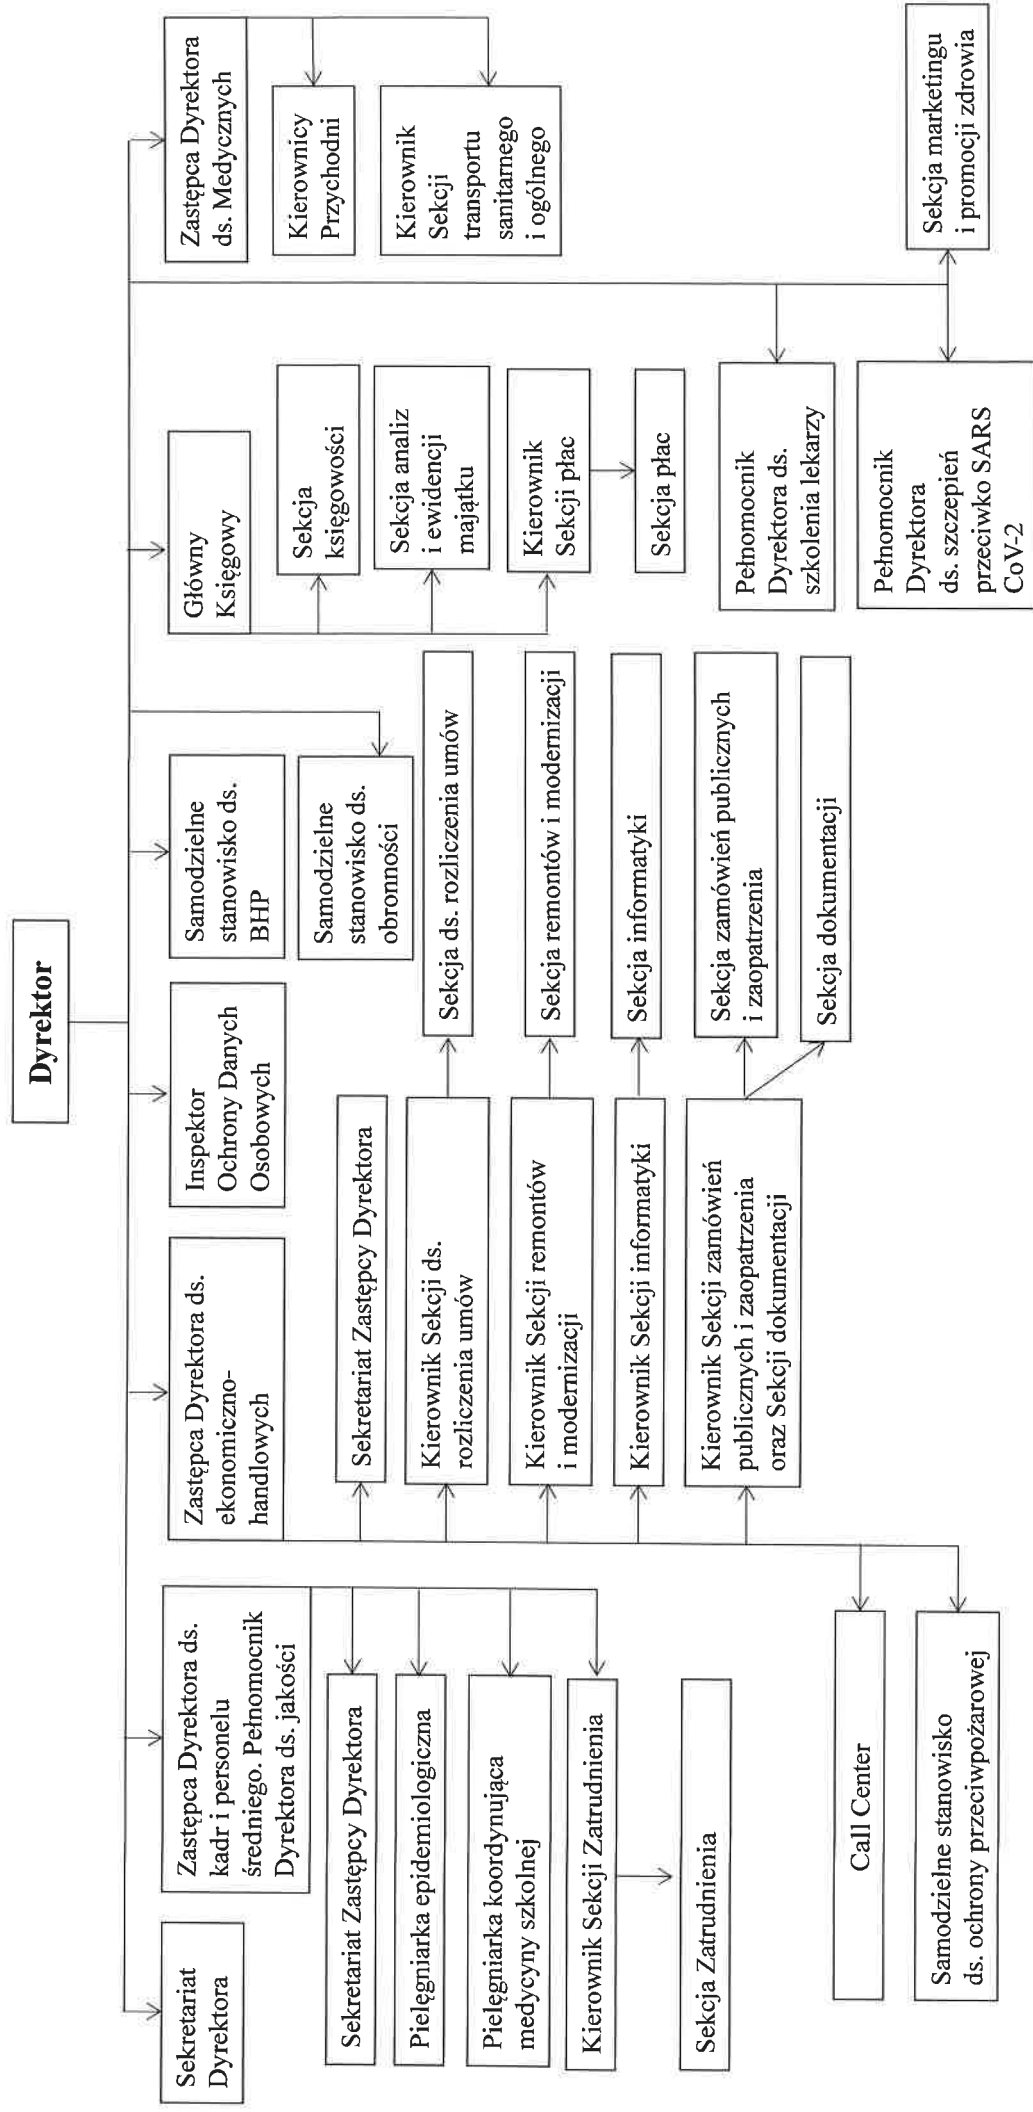 Dyrektor
Sekretariat
Dyrektora
Zastępca Dyrektora ds.
kadr i personelu
średniego. Pełnomocnik
Dyrektora ds. jakości
Sekretariat Zastępcy Dyrektora
Pielęgniarka epidemiologiczna
Pielęgniarka koordynująca
medycyny szkolnej
Kierownik Sekcji Zatrudnienia
Sekcja Zatrudnienia
Zastępca Dyrektora ds.
ekonomiczno-
handlowych
Sekretariat Zastępcy Dyrektora
Kierownik Sekcji ds.
rozliczenia umów
Sekcja ds. rozliczenia umów
Kierownik Sekcji remontów
i modernizacji
Sekcja remontów i modernizacji
Kierownik Sekcji informatyki
Sekcja informatyki
Kierownik Sekcji zamówień
publicznych i zaopatrzenia
oraz Sekcji dokumentacji
Sekcja zamówień publicznych
i zaopatrzenia
Sekcja dokumentacji
Call Center
Samodzielne stanowisko
ds. ochrony przeciwpożarowej
Inspektor
Ochrony Danych
Osobowych
Samodzielne
stanowisko ds.
BHP
Samodzielne
stanowisko ds.
obronności
Główny
Księgowy
Sekcja
księgowości
Sekcja analiz
i ewidencji
majątku
Kierownik
Sekcji płac
Sekcja płac
Pełnomocnik
Dyrektora ds.
szkolenia lekarzy
Pełnomocnik
Dyrektora
ds. szczepień
przeciwko SARS
CoV-2
Zastępca Dyrektora
ds. Medycznych
Kierownicy
Przychodni
Kierownik
Sekcji
transportu
sanitarnego
i ogólnego
Sekcja marketingu
i promocji zdrowia